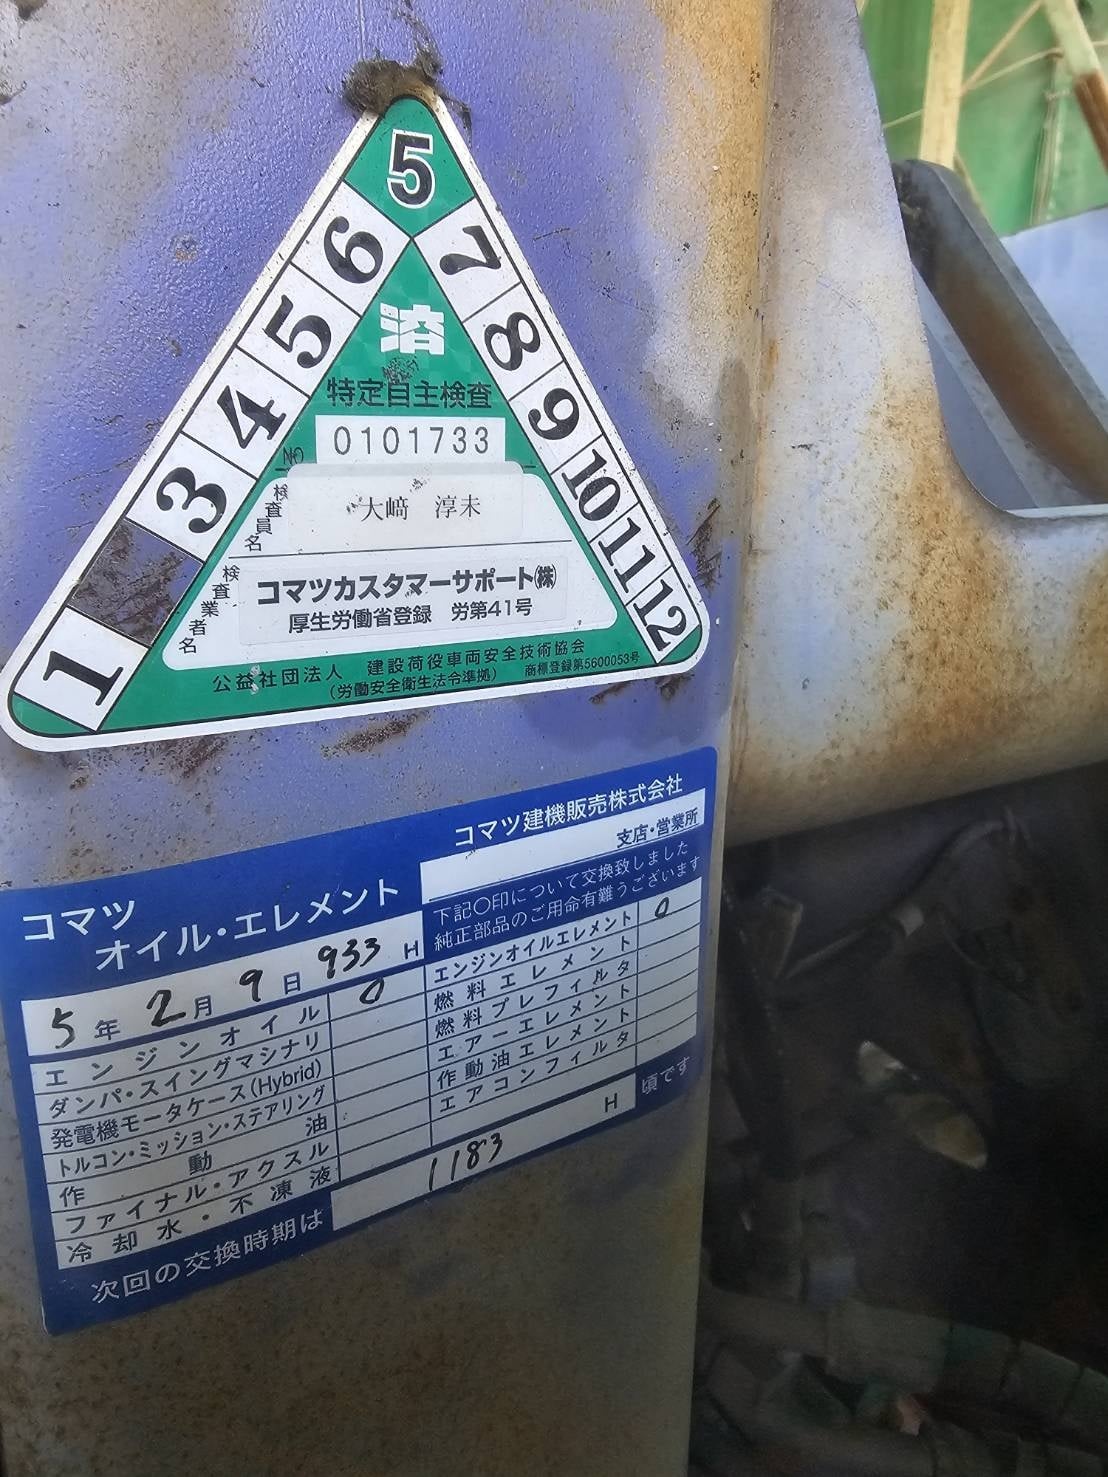 5
6 7
5 8
4 9
3 10
11
1 12
済
特定自主検査
0101733
検査員名 大﨑 淳未
検査業者名 コマツカスタマーサポート㈱
厚生労働省登録 労第41号
公益社団法人 建設荷役車両安全技術協会
(労働安全衛生法令準拠) 商標登録第5600053号
コマツ建機販売株式会社
支店・営業所
コマツ
オイル・エレメント
下記〇印について交換致しました
純正部品のご用命有難うございます
5年 2月 9日 933 H
エンジンオイル 0
ダンパ・スイングマシナリ
発電機モータケース(Hybrid)
トルコン・ミッション・ステアリング
作動油
ファイナル・アクスル
冷却水・不凍液
エンジンオイルエレメント 0
燃料エレメント
燃料プレフィルタ
エアーエレメント
作動油エレメント
エアコンフィルタ
次回の交換時期は 1183 H 頃です